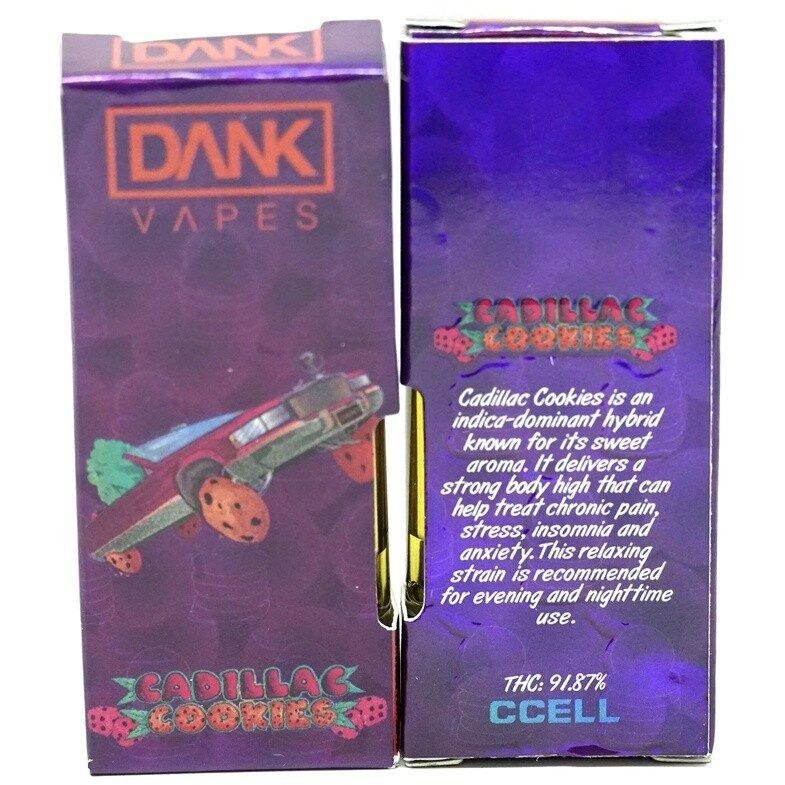 DANK
DANK
VAPES
CADILLAC
COOKIES
CADILLAC
COOKIES
Cadillac Cookies is an
indica-dominant hybrid
known for its sweet
aroma. It delivers a
strong body high that can
help treat chronic pain,
stress, insomnia and
anxiety. This relaxing
strain is recommended
for evening and nighttime
use.
THC: 91.87%
CCELL